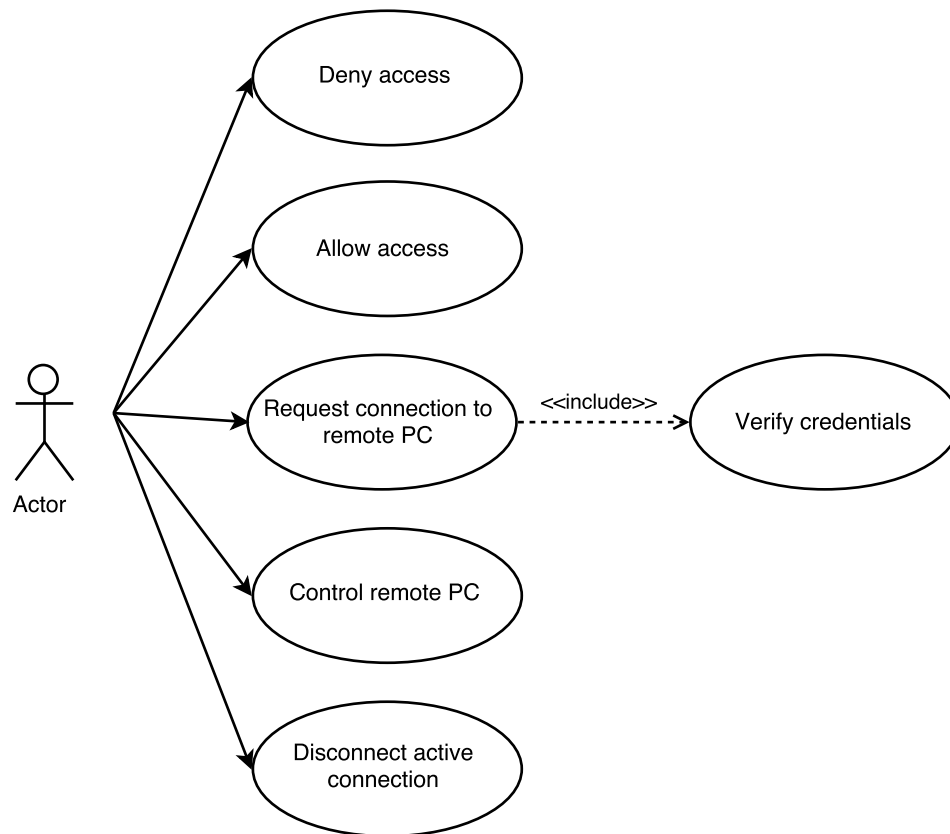 Deny access
Allow access
Request connection to
remote PC
<<include>>
Verify credentials
Actor
Control remote PC
Disconnect active
connection